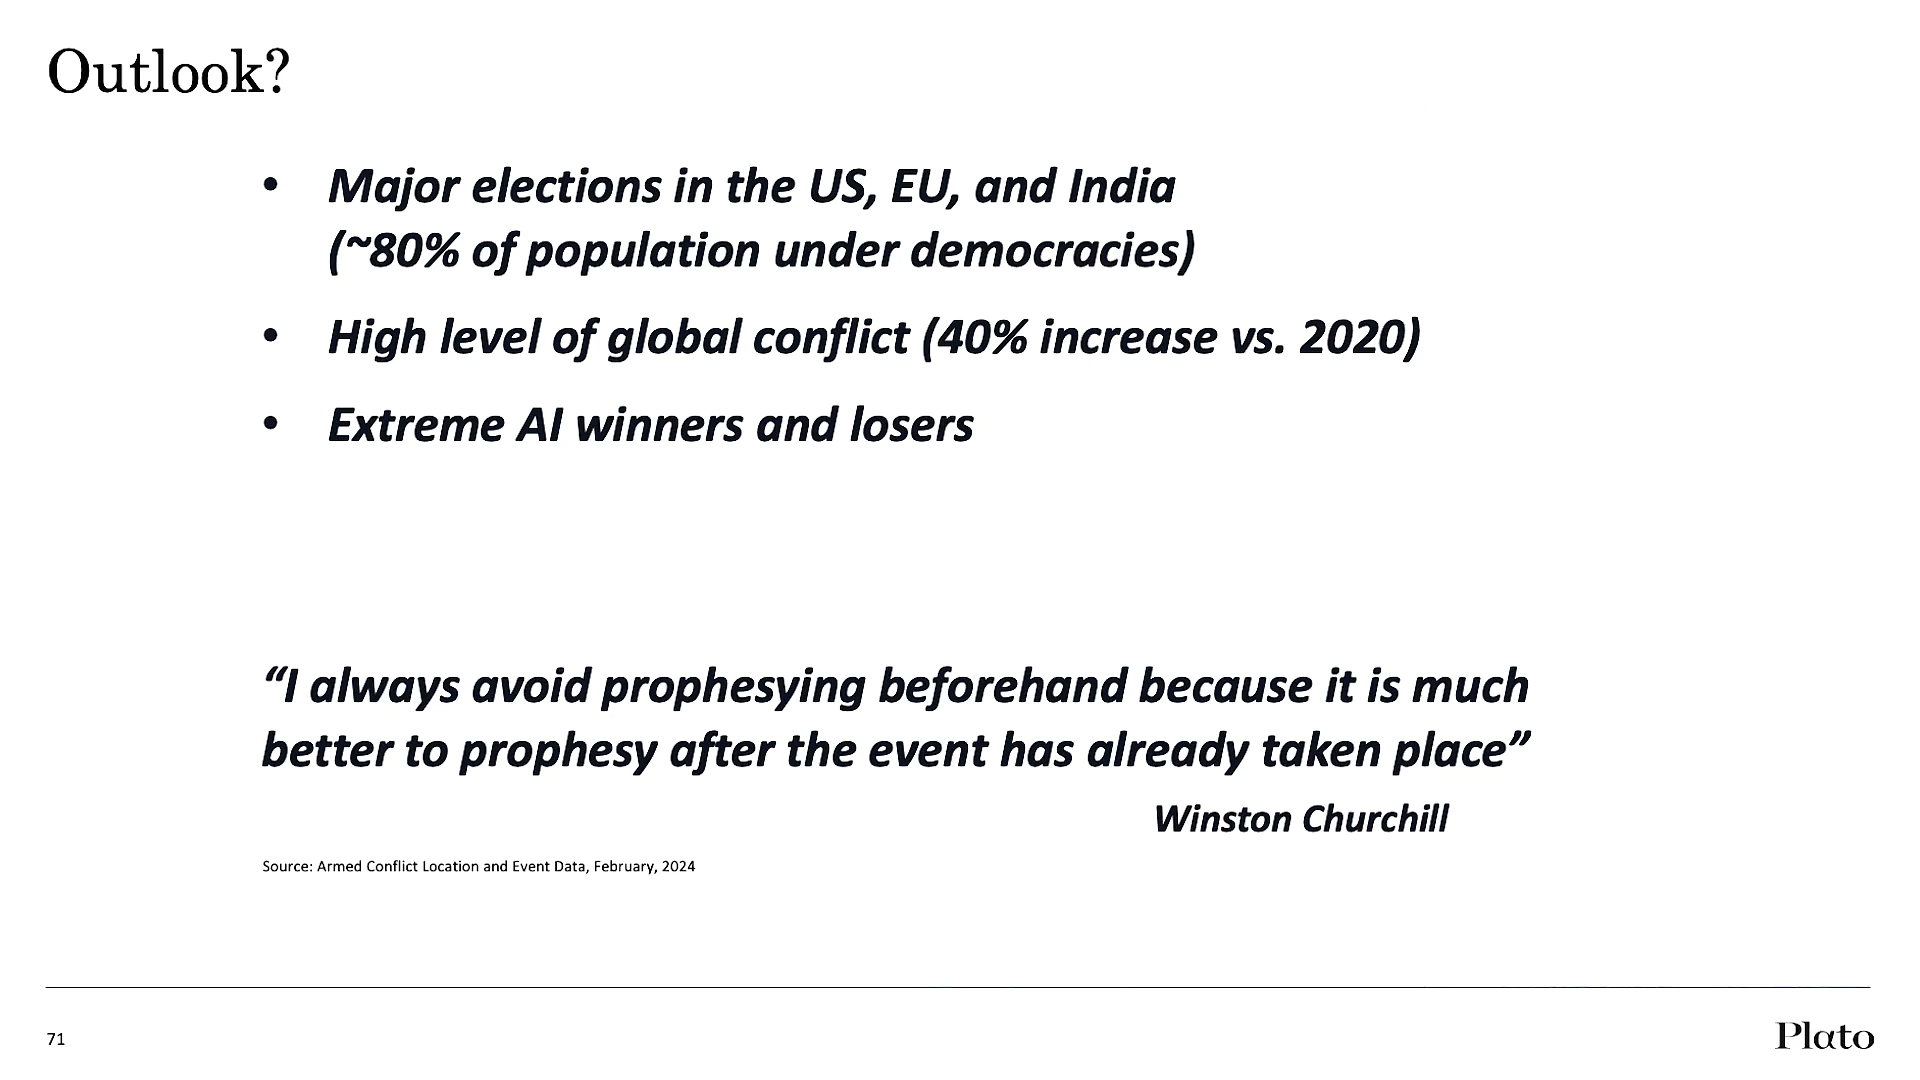 Outlook?
• Major elections in the US, EU, and India
(~80% of population under democracies)
• High level of global conflict (40% increase vs. 2020)
• Extreme AI winners and losers
“I always avoid prophesying beforehand because it is much
better to prophesy after the event has already taken place”
Winston Churchill
Source: Armed Conflict Location and Event Data, February, 2024
71
Plato